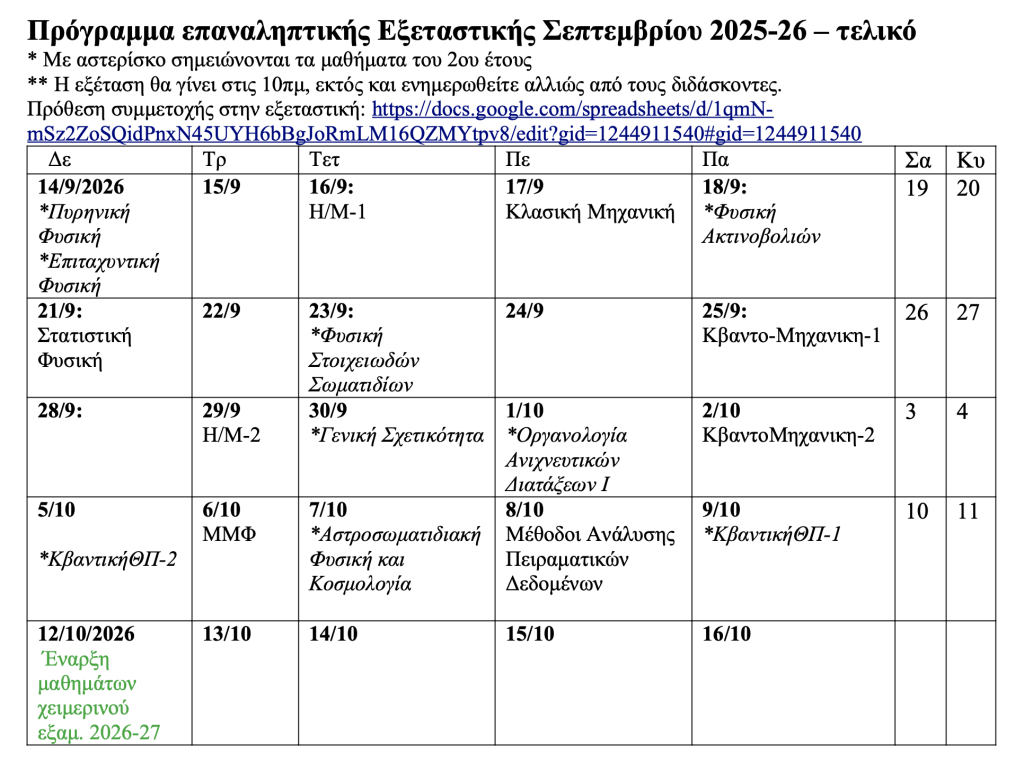 Πρόγραμμα επαναληπτικής Εξεταστικής Σεπτεμβρίου 2025-26 – τελικό
* Με αστερίσκο σημειώνονται τα μαθήματα του 2ου έτους
** Η εξέταση θα γίνει στις 10πμ, εκτός και ενημερωθείτε αλλιώς από τους διδάσκοντες.
Πρόθεση συμμετοχής στην εξεταστική: https://docs.google.com/spreadsheets/d/1qmN-
mSz2ZoSQidPnxN45UYH6bBgJoRmLM16QZMYtpv8/edit?gid=1244911540#gid=1244911540
Δε
Τρ
Τετ
Πε
Πα
Σα
Κυ
14/9/2026
*Πυρηνική
Φυσική
*Επιταχυντική
Φυσική
15/9
16/9:
Η/Μ-1
17/9
Κλασική Μηχανική
18/9:
*Φυσική
Ακτινοβολιών
19
20
21/9:
Στατιστική
Φυσική
22/9
23/9:
*Φυσική
Στοιχειωδών
Σωματιδίων
24/9
25/9:
Κβαντο-Μηχανικη-1
26
27
28/9:
29/9
Η/Μ-2
30/9
*Γενική Σχετικότητα
1/10
*Οργανολογία
Ανιχνευτικών
Διατάξεων Ι
2/10
ΚβαντοΜηχανικη-2
3
4
5/10
*ΚβαντικήΘΠ-2
6/10
ΜΜΦ
7/10
*Αστροσωματιδιακή
Φυσική και
Κοσμολογία
8/10
Μέθοδοι Ανάλυσης
Πειραματικών
Δεδομένων
9/10
*ΚβαντικήΘΠ-1
10
11
12/10/2026
Έναρξη
μαθημάτων
χειμερινού
εξαμ. 2026-27
13/10
14/10
15/10
16/10